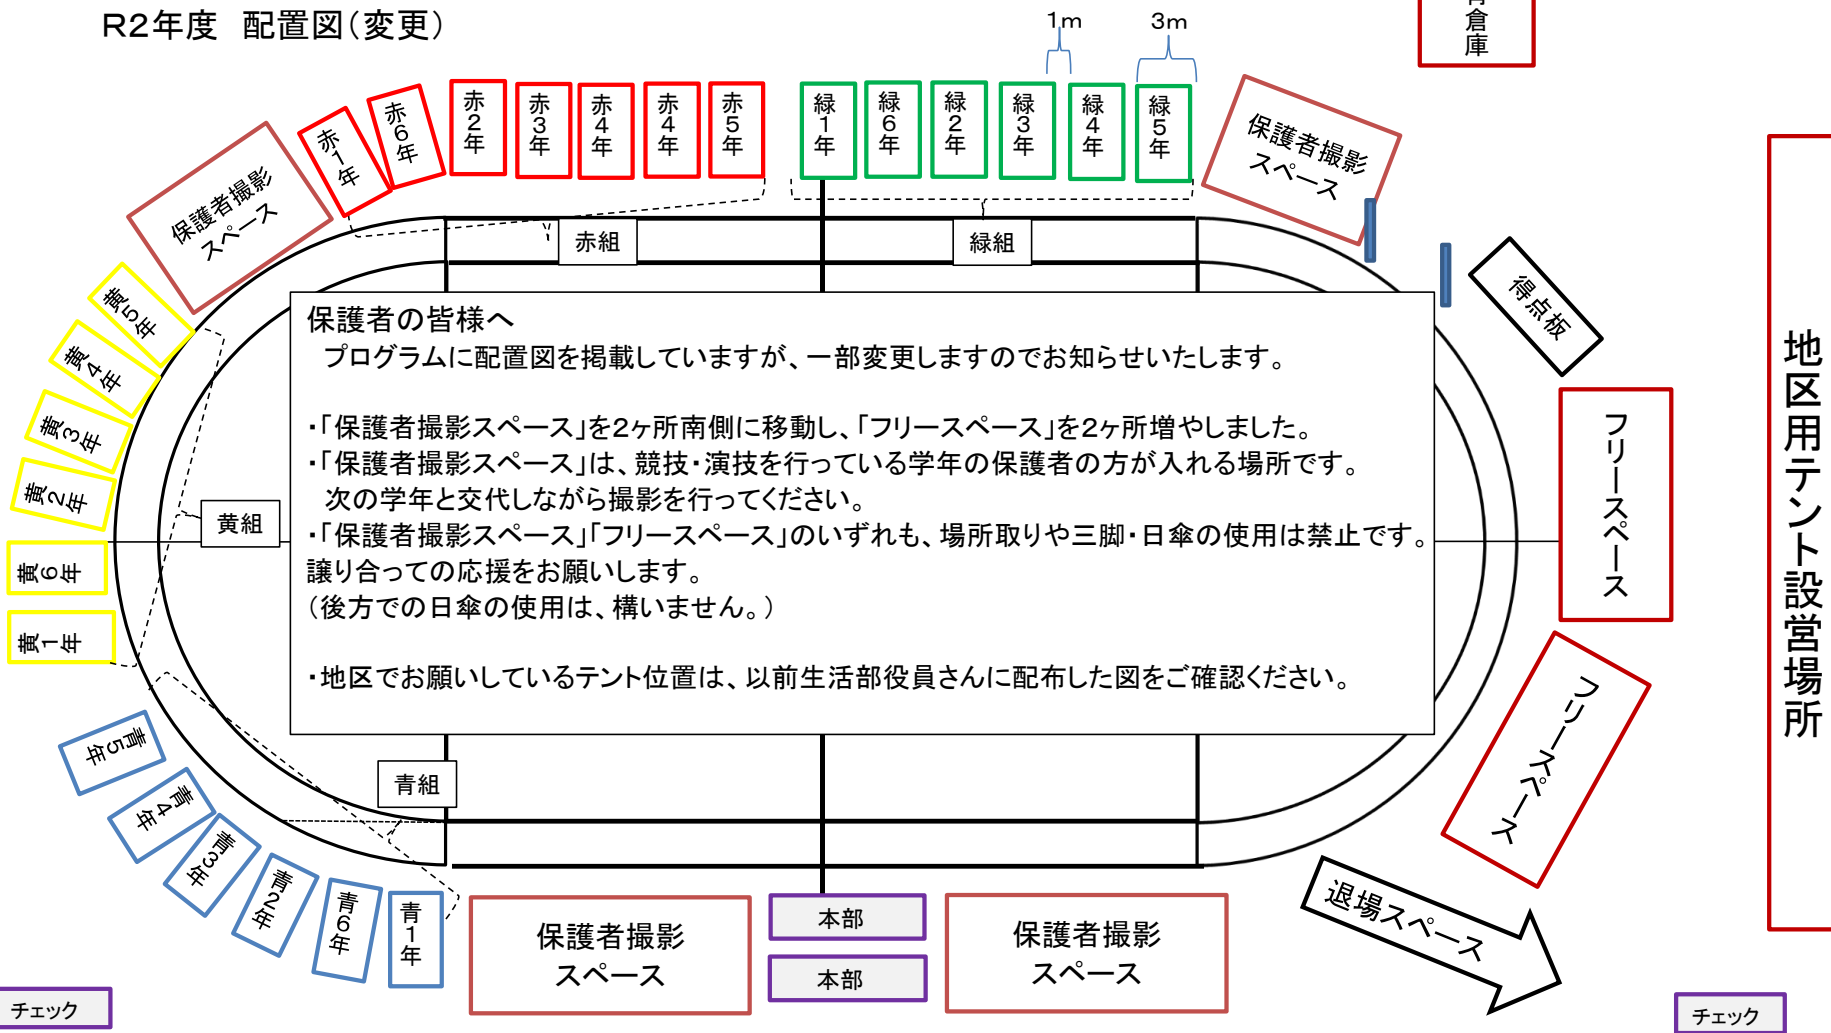 R2年度 配置図(変更)
1m
3m
倉庫
赤1年
赤6年
赤2年
赤3年
赤4年
赤4年
赤5年
緑1年
緑6年
緑2年
緑3年
緑4年
緑5年
保護者撮影
スペース
保護者撮影
スペース
赤組
緑組
得点板
地区用テント設営場所
フリースペース
フリースペース
黄5年
黄4年
黄3年
黄2年
黄6年
黄1年
黄組
保護者の皆様へ
プログラムに配置図を掲載していますが、一部変更しますのでお知らせいたします。
・「保護者撮影スペース」を2ヶ所南側に移動し、「フリースペース」を2ヶ所増やしました。
・「保護者撮影スペース」は、競技・演技を行っている学年の保護者の方が入れる場所です。
次の学年と交代しながら撮影を行ってください。
・「保護者撮影スペース」「フリースペース」のいずれも、場所取りや三脚・日傘の使用は禁止です。
譲り合っての応援をお願いします。
(後方での日傘の使用は、構いません。)
・地区でお願いしているテント位置は、以前生活部役員さんに配布した図をご確認ください。
青5年
青4年
青3年
青2年
青6年
青1年
青組
保護者撮影
スペース
本部
本部
保護者撮影
スペース
退場スペース
チェック
チェック